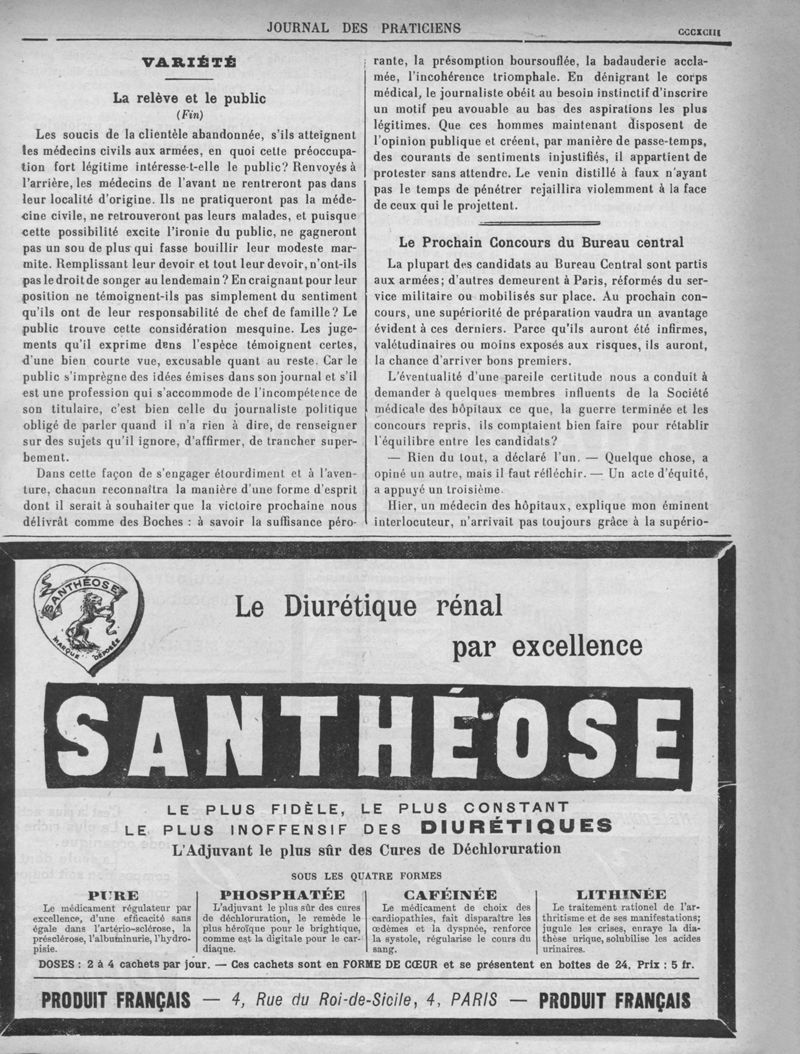 JOURNAL DES PRATICIENS
CCCXCIII
VARIÉTÉ
La relève et le public
(Fin)
Les soucis de la clientèle abandonnée, s'ils atteignent
les médecins civils aux armées, en quoi cette préoccupa-
tion fort légitime intéresse-t-elle le public? Renvoyés à
l'arrière, les médecins de l'avant ne rentreront pas dans
leur localité d'origine. Ils ne pratiqueront pas la méde-
cine civile, ne retrouveront pas leurs malades, et puisque
cette possibilité excite l'ironie du public, ne gagneront
pas un sou de plus qui fasse bouillir leur modeste mar-
mite. Remplissant leur devoir et tout leur devoir, n'ont-ils
pas le droit de songer au lendemain? En craignant pour leur
position ne témoignent-ils pas simplement du sentiment
qu'ils ont de leur responsabilité de chef de famille? Le
public trouve cette considération mesquine. Les juge-
ments qu'il exprime dans l'espèce témoignent certes,
d'une bien courte vue, excusable quant au reste. Car le
public s'imprègne des idées émises dans son journal et s'il
est une profession qui s'accommode de l'incompétence de
son titulaire, c'est bien celle du journaliste politique
obligé de parler quand il n'a rien à dire, de renseigner
sur des sujets qu'il ignore, d'affirmer, de trancher super-
bement.
Dans cette façon de s'engager étourdiment et à l'aven-
ture, chacun reconnaîtra la manière d'une forme d'esprit
dont il serait à souhaiter que la victoire prochaine nous
délivrât comme des Boches : à savoir la suffisance péro-
rante, la présomption boursouflée, la badauderie accla-
mée, l'incohérence triomphale. En dénigrant le corps
médical, le journaliste obéit au besoin instinctif d'inscrire
un motif peu avouable au bas des aspirations les plus
légitimes. Que ces hommes maintenant disposent de
l'opinion publique et créent, par manière de passe-temps,
des courants de sentiments injustifiés, il appartient de
protester sans attendre. Le venin distillé à faux n'ayant
pas le temps de pénétrer rejaillira violemment à la face
de ceux qui le projettent.
Le Prochain Concours du Bureau central
La plupart des candidats au Bureau Central sont partis
aux armées; d'autres demeurent à Paris, réformés du ser-
vice militaire ou mobilisés sur place. Au prochain con-
cours, une supériorité de préparation vaudra un avantage
évident à ces derniers. Parce qu'ils auront été infirmes,
valétudinaires ou moins exposés aux risques, ils auront,
la chance d'arriver bons premiers.
L'éventualité d'une pareile certitude nous a conduit à
demander à quelques membres influents de la Société
médicale des hôpitaux ce que, la guerre terminée et les
concours repris, ils comptaient bien faire pour rétablir
l'équilibre entre les candidats?
— Rien du tout, a déclaré l'un. — Quelque chose, a
opiné un autre, mais il faut réfléchir. — Un acte d'équité,
a appuyé un troisième.
Hier, un médecin des hôpitaux, explique mon éminent
interlocuteur, n'arrivait pas toujours grâce à la supério-
SANTHÉOSE
MARQUE DÉPOSÉE
Le Diurétique rénal
par excellence
SANTHÉOSE
LE PLUS FIDÈLE, LE PLUS CONSTANT
LE PLUS INOFFENSIF DES DIURÉTIQUES
L'Adjuvant le plus sûr des Cures de Déchloruration
SOUS LES QUATRE FORMES
PURE
Le médicament régulateur par
excellence, d'une efficacité sans
égale dans l'artério-sclérose, la
présclérose, l'albuminurie, l'hydro-
pisie.
PHOSPHATÉE
L'adjuvant le plus sûr des cures
de déchloruration, le remède le
plus héroïque pour le brightique,
comme est la digitale pour le car-
diaque.
CAFÉINÉE
Le médicament de choix des
cardiopathies, fait disparaître les
œdèmes et la dyspnée, renforce
la systole, régularise le cours du
sang.
LITHINÉE
Le traitement rationel de l'ar-
thritisme et de ses manifestations;
jugule les crises, enraye la dia-
thèse urique, solubilise les acides
urinaires.
DOSES : 2 à 4 cachets par jour. — Ces cachets sont en FORME DE CŒUR et se présentent en boites de 24. Prix : 5 fr.
PRODUIT FRANÇAIS — 4, Rue du Roi-de-Sicile, 4, PARIS — PRODUIT FRANÇAIS